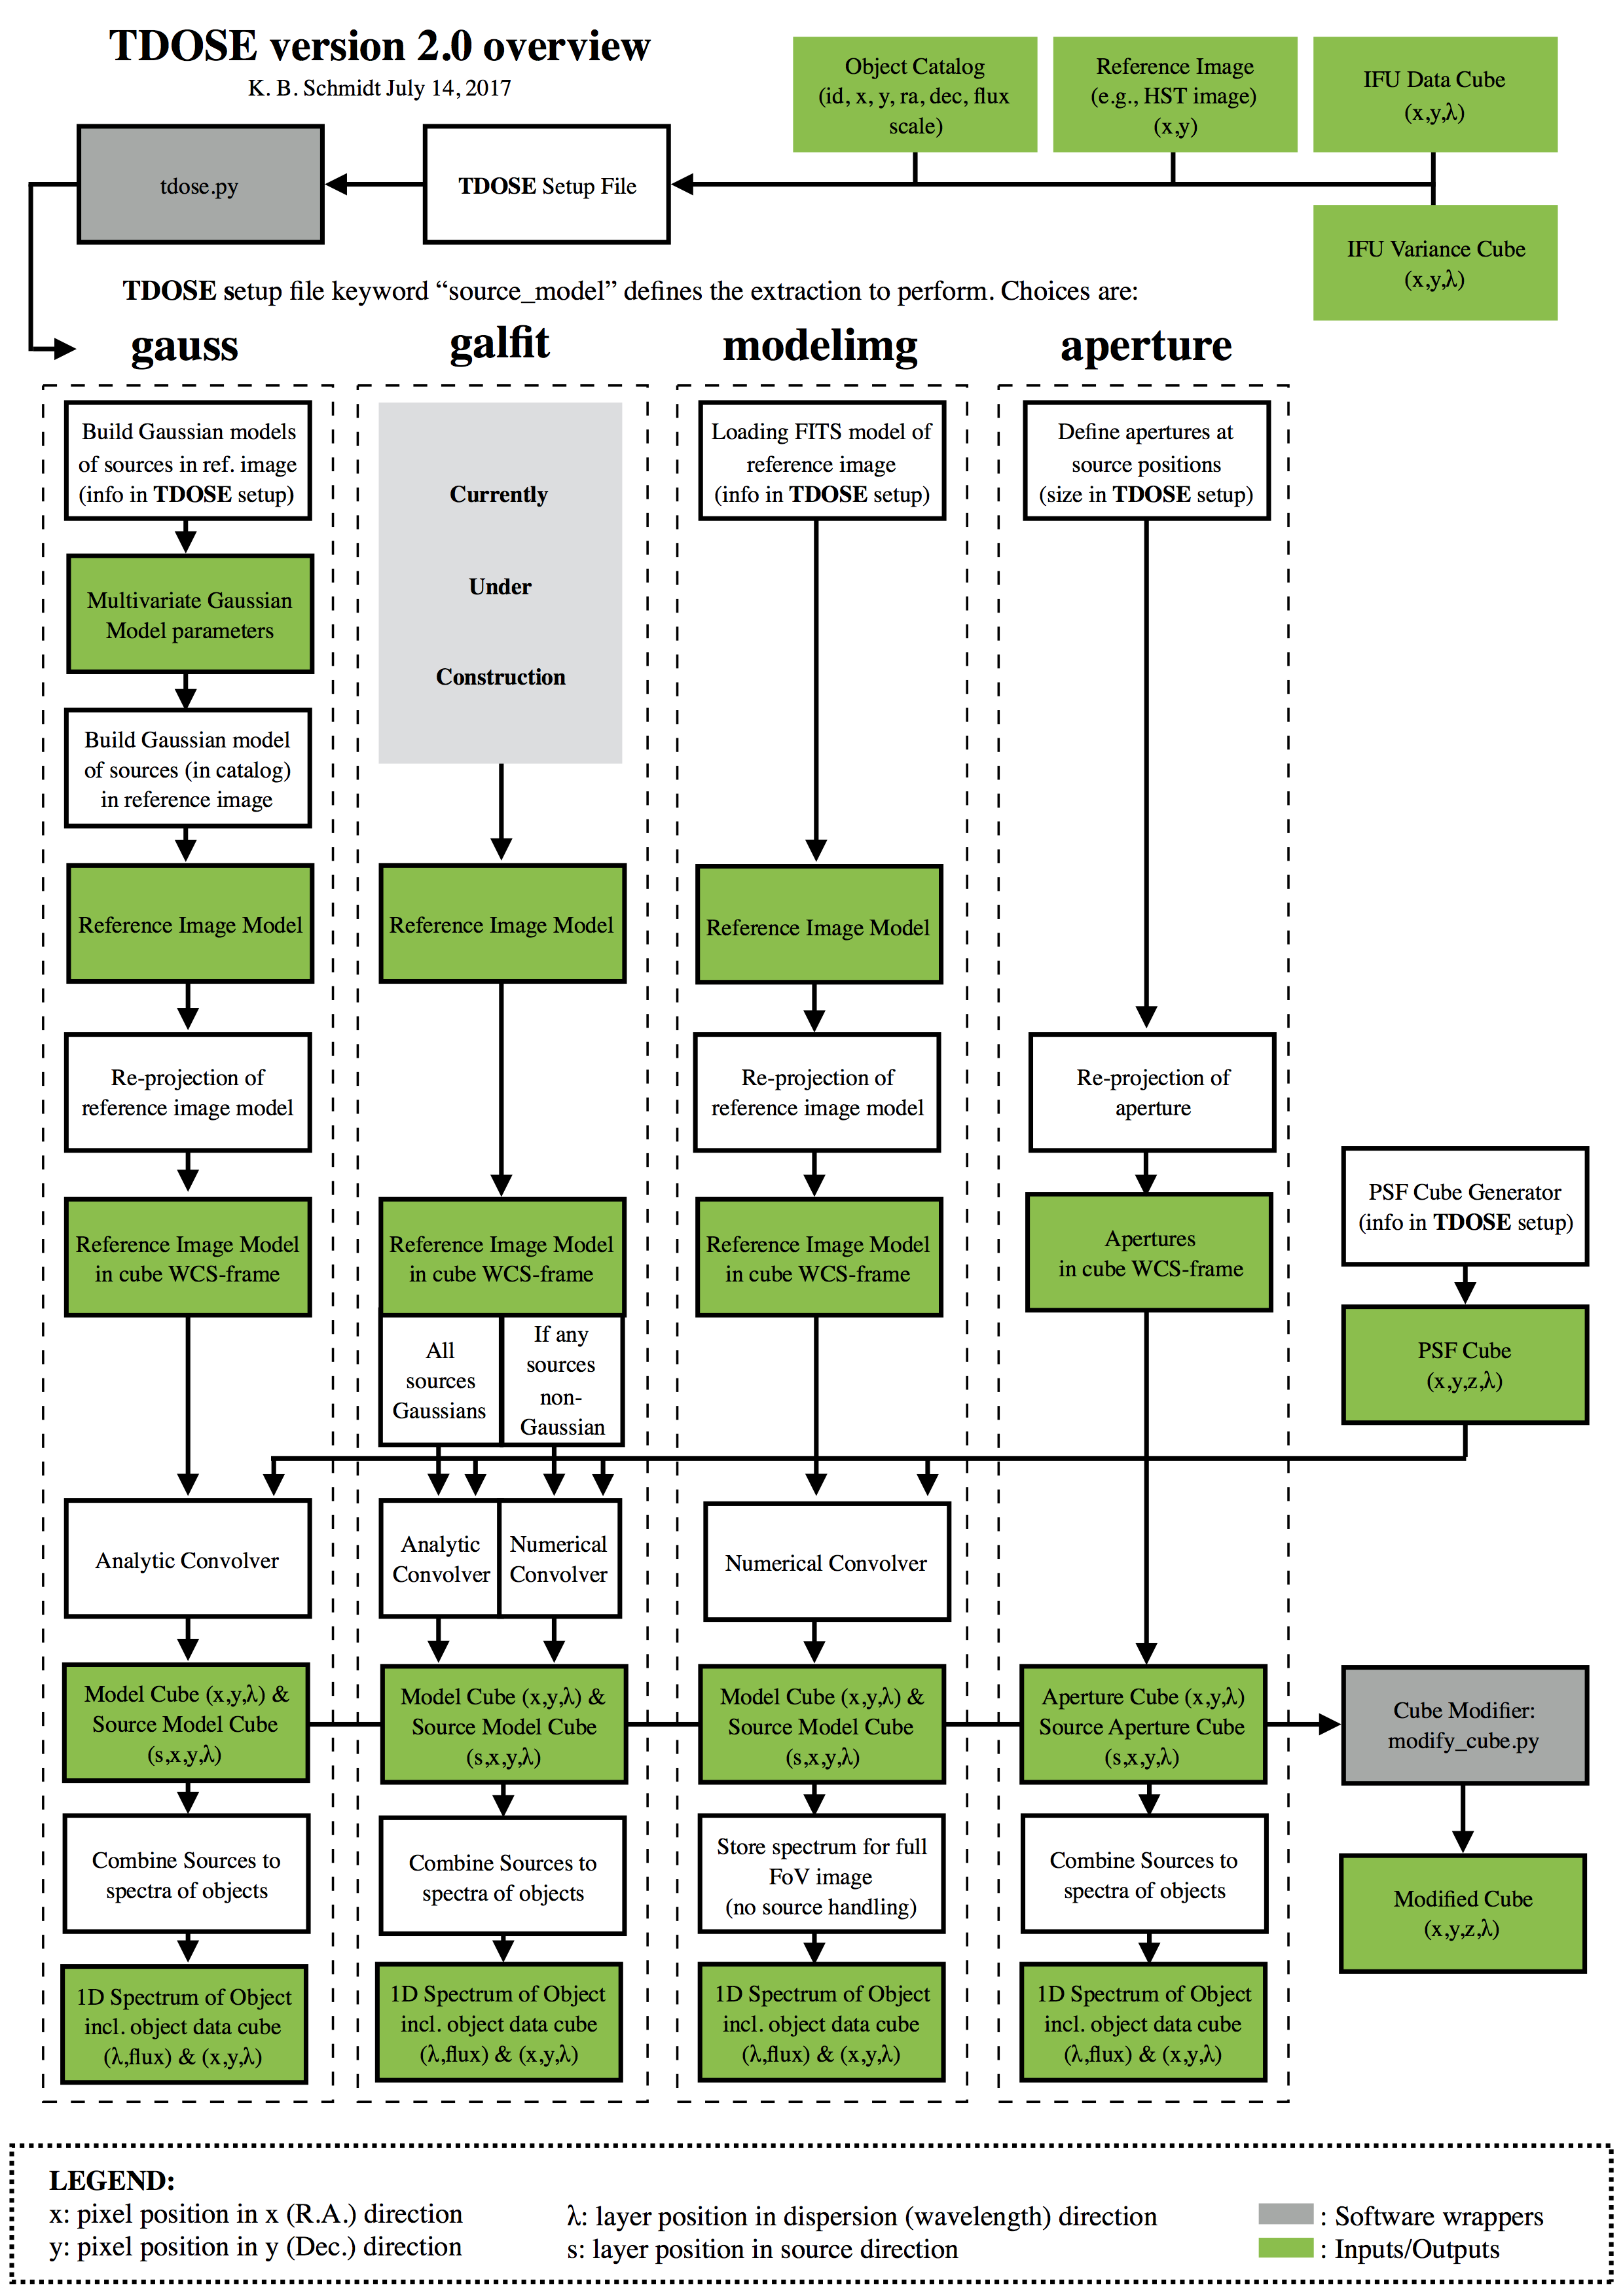 TDOSE version 2.0 overview
K. B. Schmidt July 14, 2017
Object Catalog
(id, x, y, ra, dec, flux
scale)
Reference Image
(e.g., HST image)
(x,y)
IFU Data Cube
(x,y,λ)
tdose.py
TDOSE Setup File
IFU Variance Cube
(x,y,λ)
TDOSE setup file keyword “source_model” defines the extraction to perform. Choices are:
gauss
galfit
modelimg
aperture
Build Gaussian models
of sources in ref. image
(info in TDOSE setup)
Multivariate Gaussian
Model parameters
Build Gaussian model
of sources (in catalog)
in reference image
Reference Image Model
Re-projection of
reference image model
Reference Image Model
in cube WCS-frame
Analytic Convolver
Model Cube (x,y,λ) &
Source Model Cube
(s,x,y,λ)
Combine Sources to
spectra of objects
1D Spectrum of Object
incl. object data cube
(λ,flux) & (x,y,λ)
Currently
Under
Construction
Reference Image Model
Reference Image Model
in cube WCS-frame
All
sources
Gaussians
If any
sources
non-
Gaussian
Analytic
Convolver
Numerical
Convolver
Model Cube (x,y,λ) &
Source Model Cube
(s,x,y,λ)
Combine Sources to
spectra of objects
1D Spectrum of Object
incl. object data cube
(λ,flux) & (x,y,λ)
Loading FITS model of
reference image
(info in TDOSE setup)
Reference Image Model
Re-projection of
reference image model
Reference Image Model
in cube WCS-frame
Numerical Convolver
Model Cube (x,y,λ) &
Source Model Cube
(s,x,y,λ)
Store spectrum for full
FoV image
(no source handling)
1D Spectrum of Object
incl. object data cube
(λ,flux) & (x,y,λ)
Define apertures at
source positions
(size in TDOSE setup)
Re-projection of
aperture
Apertures
in cube WCS-frame
Aperture Cube (x,y,λ)
Source Aperture Cube
(s,x,y,λ)
Combine Sources to
spectra of objects
1D Spectrum of Object
incl. object data cube
(λ,flux) & (x,y,λ)
PSF Cube Generator
(info in TDOSE setup)
PSF Cube
(x,y,z,λ)
Cube Modifier:
modify_cube.py
Modified Cube
(x,y,z,λ)
LEGEND:
x: pixel position in x (R.A.) direction
y: pixel position in y (Dec.) direction
λ: layer position in dispersion (wavelength) direction
s: layer position in source direction
: Software wrappers
: Inputs/Outputs